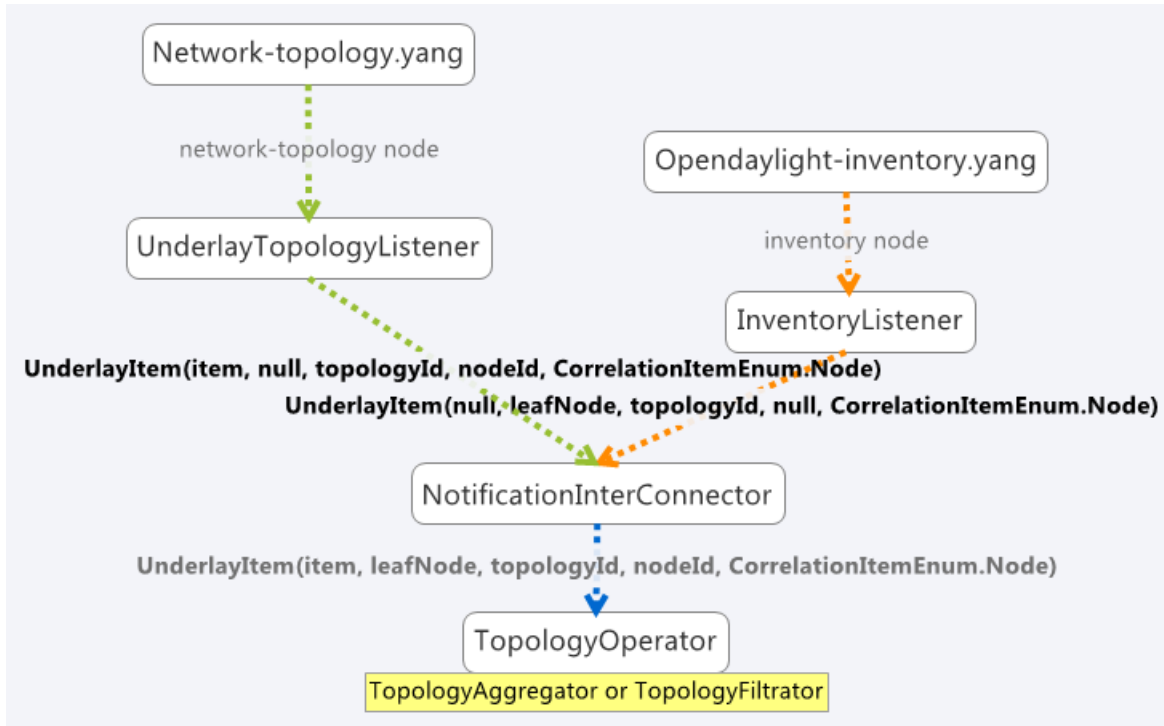 Network-topology.yang
network-topology node
Opendaylight-inventory.yang
UnderlayTopologyListener
inventory node
InventoryListener
UnderlayItem(item, null, topologyId, nodeId, CorrelationItemEnum.Node)
UnderlayItem(null, leafNode, topologyId, null, CorrelationItemEnum.Node)
NotificationInterConnector
UnderlayItem(item, leafNode, topologyId, nodeId, CorrelationItemEnum.Node)
TopologyOperator
TopologyAggregator or TopologyFiltrator